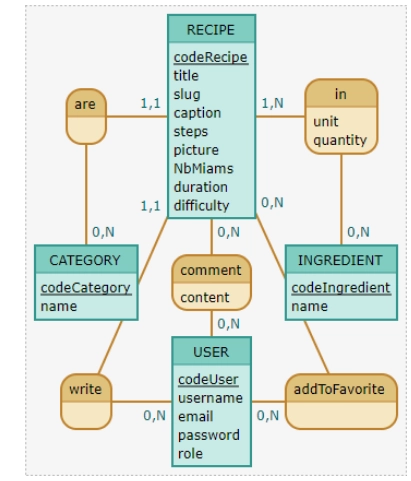 RECIPE
codeRecipe
title
slug
caption
steps
picture
NbMiams
duration
difficulty
are
1,1
1,N
in
unit
quantity
1,1
0,N
0,N
0,N
0,N
CATEGORY
codeCategory
name
comment
content
INGREDIENT
codeIngredient
name
0,N
USER
codeUser
username
email
password
role
write
0,N
0,N
addToFavorite